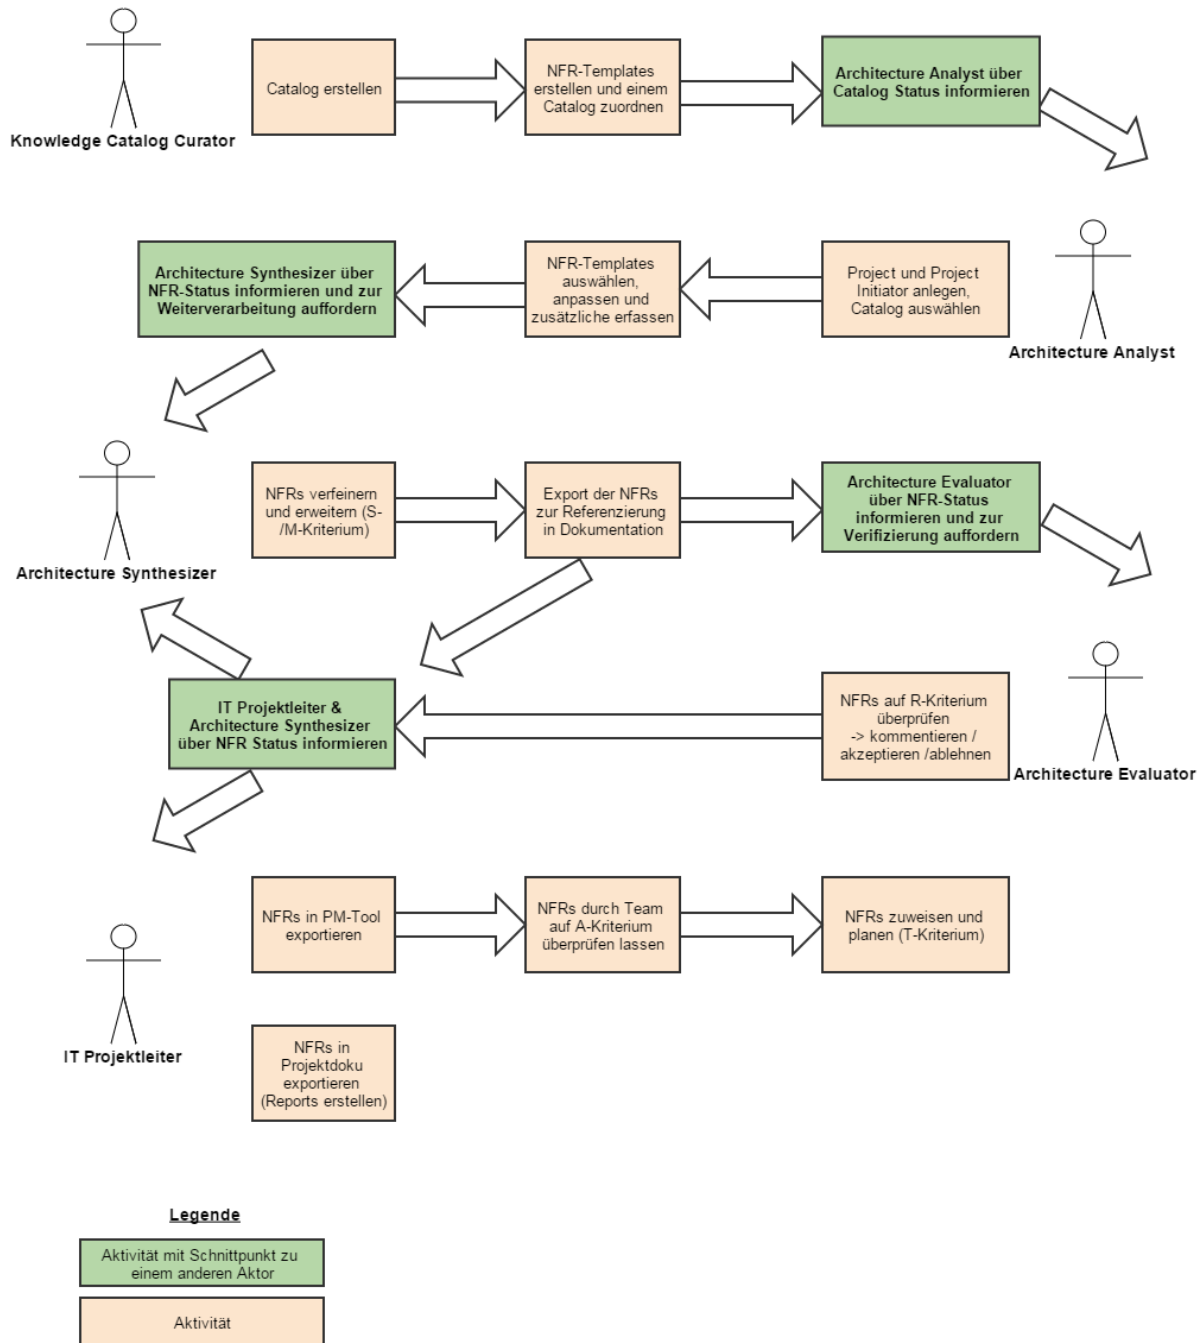 Knowledge Catalog Curator
Catalog erstellen
NFR-Templates
erstellen und einem
Catalog zuordnen
Architecture Analyst über
Catalog Status informieren
Architecture Synthesizer über
NFR-Status informieren und zur
Weiterverarbeitung auffordern
NFR-Templates
auswählen,
anpassen und
zusätzliche erfassen
Project und Project
Initiator anlegen,
Catalog auswählen
Architecture Analyst
Architecture Synthesizer
NFRs verfeinern
und erweitern (S-
/M-Kriterium)
Export der NFRs
zur Referenzierung
in Dokumentation
Architecture Evaluator
über NFR-Status
informieren und zur
Verifizierung auffordern
IT Projektleiter &
Architecture Synthesizer
über NFR Status informieren
NFRs auf R-Kriterium
überprüfen
-> kommentieren /
akzeptieren /ablehnen
Architecture Evaluator
IT Projektleiter
NFRs in PM-Tool
exportieren
NFRs durch Team
auf A-Kriterium
überprüfen lassen
NFRs zuweisen und
planen (T-Kriterium)
NFRs in
Projektdoku
exportieren
(Reports erstellen)
Legende
Aktivität mit Schnittpunkt zu
einem anderen Aktor
Aktivität